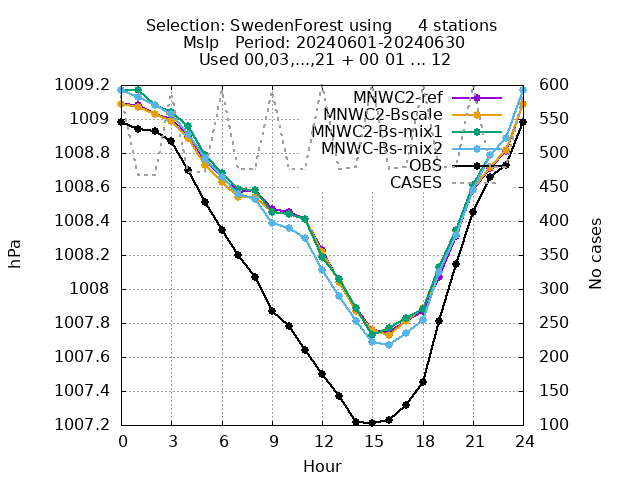 Selection: SwedenForest using     4 stations
Mslp   Period: 20240601-20240630
Used 00,03,...,21 + 00 01 ... 12
1009.2
1009
1008.8
1008.6
1008.4
1008.2
1008
1007.8
1007.6
1007.4
1007.2
hPa
MNWC2-ref
MNWC2-Bscale
MNWC2-Bs-mix1
MNWC-Bs-mix2
OBS
CASES
600
550
500
450
400
350
300
250
200
150
100
No cases
0 3 6 9 12 15 18 21 24
Hour